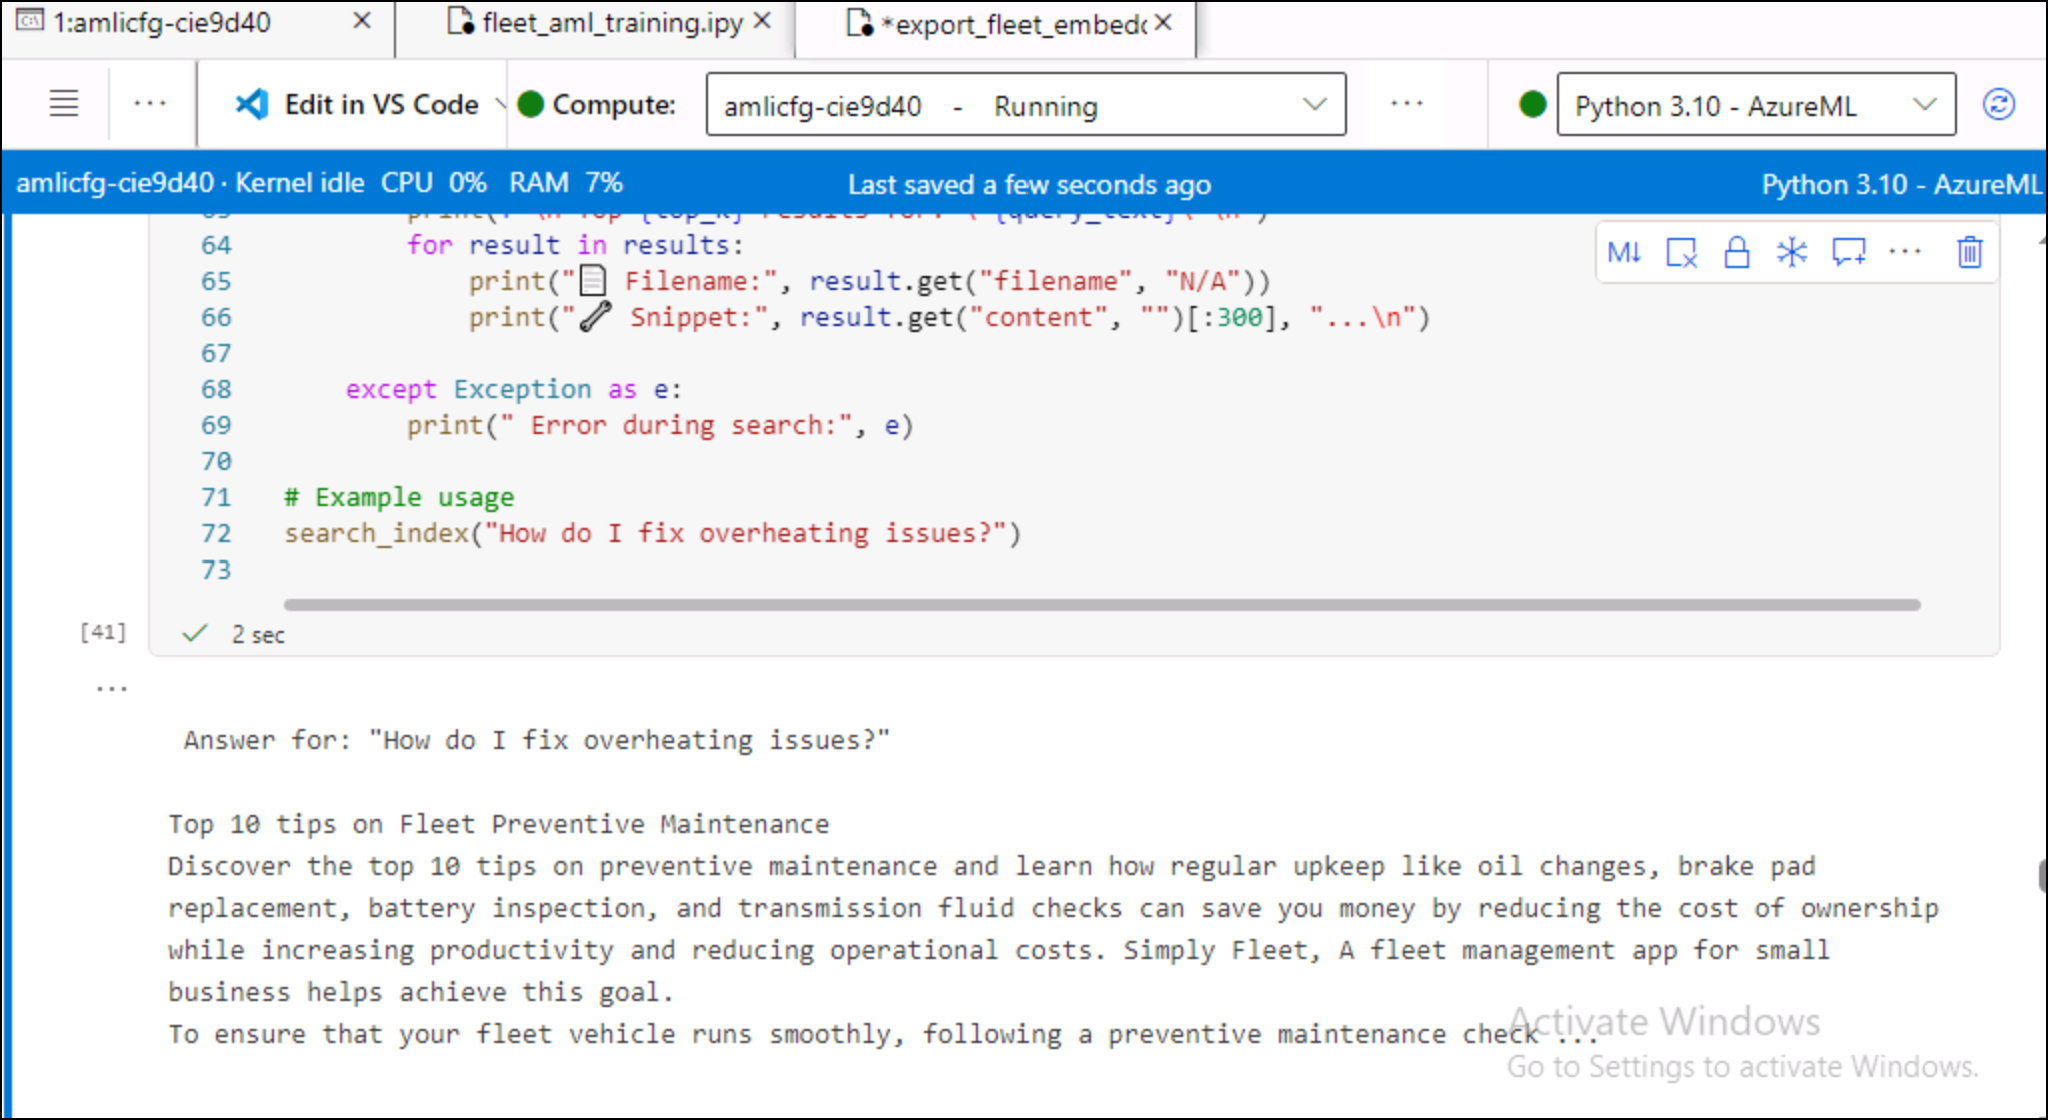 1:amlicfg-cie9d40 × fleet_aml_training.ipy × *export_fleet_embed ×
Edit in VS Code Compute: amlicfg-cie9d40 - Running ... Python 3.10 - AzureML
amlicfg-cie9d40 · Kernel idle CPU 0% RAM 7% Last saved a few seconds ago Python 3.10 - AzureML
64 for result in results:
65 print("📄 Filename:", result.get("filename", "N/A"))
66 print("🔧 Snippet:", result.get("content", "")[:300], "...\n")
67
68 except Exception as e:
69 print(" Error during search:", e)
70
71 # Example usage
72 search_index("How do I fix overheating issues?")
73
M↓
[41] ✓ 2 sec
...
Answer for: "How do I fix overheating issues?"
Top 10 tips on Fleet Preventive Maintenance
Discover the top 10 tips on preventive maintenance and learn how regular upkeep like oil changes, brake pad
replacement, battery inspection, and transmission fluid checks can save you money by reducing the cost of ownership
while increasing productivity and reducing operational costs. Simply Fleet, A fleet management app for small
business helps achieve this goal.
To ensure that your fleet vehicle runs smoothly, following a preventive maintenance check ...
Activate Windows
Go to Settings to activate Windows.